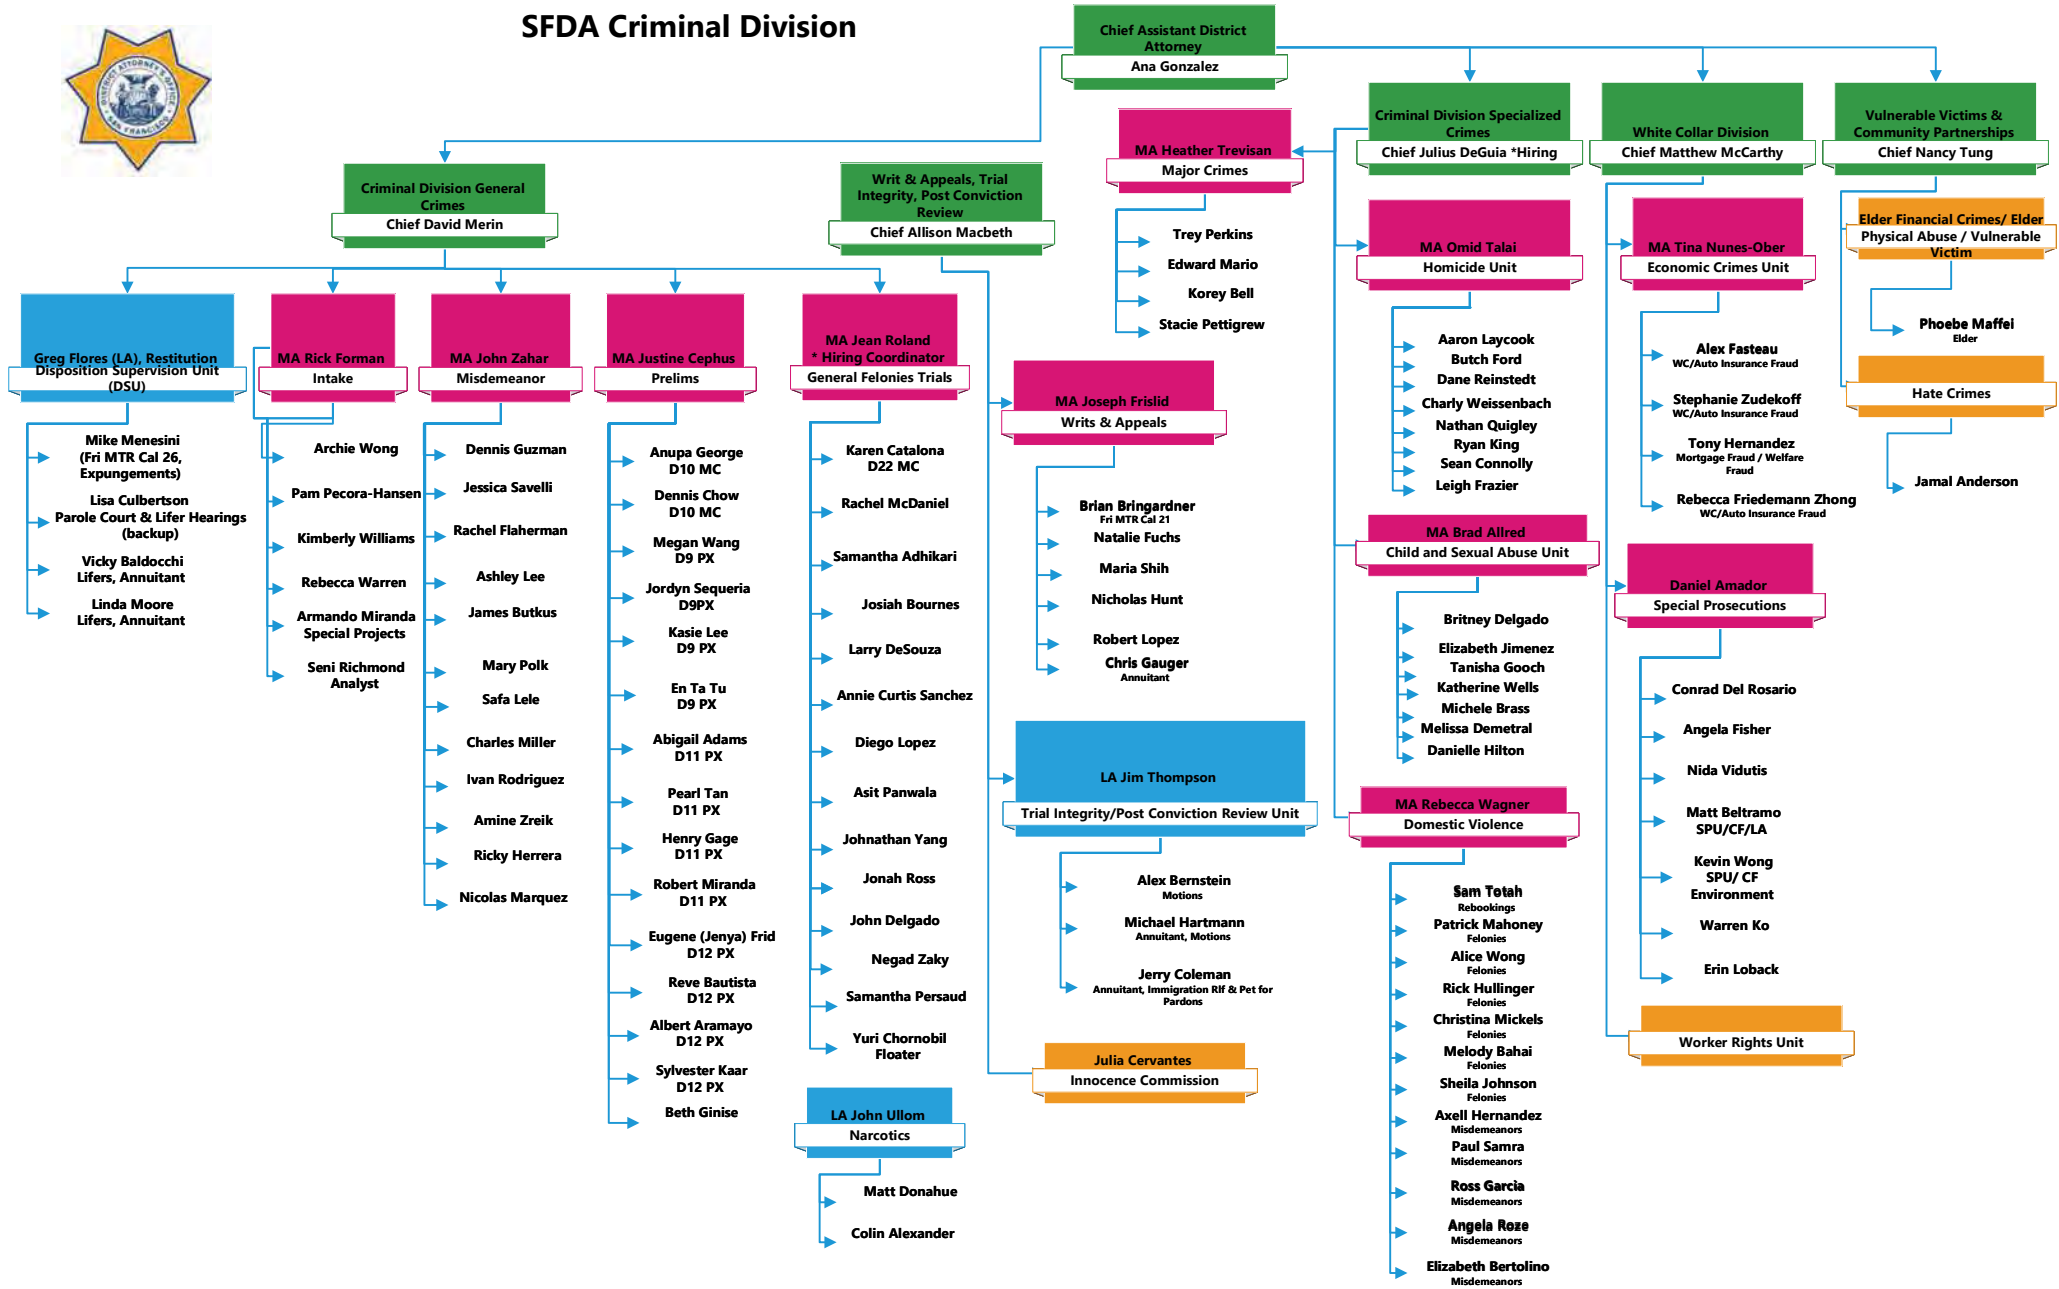 SFDA Criminal Division
DISTRICT ATTORNEY'S OFFICE
SAN FRANCISCO
Chief Assistant District
Attorney
Ana Gonzalez
Criminal Division General
Crimes
Chief David Merin
Writ & Appeals, Trial
Integrity, Post Conviction
Review
Chief Allison Macbeth
MA Heather Trevisan
Major Crimes
Trey Perkins
Edward Mario
Korey Bell
Stacie Pettigrew
Criminal Division Specialized
Crimes
Chief Julius DeGuia *Hiring
White Collar Division
Chief Matthew McCarthy
Vulnerable Victims &
Community Partnerships
Chief Nancy Tung
Greg Flores (LA), Restitution
Disposition Supervision Unit
(DSU)
Mike Menesini
(Fri MTR Cal 26,
Expungements)
Lisa Culbertson
Parole Court & Lifer Hearings
(backup)
Vicky Baldocchi
Lifers, Annuitant
Linda Moore
Lifers, Annuitant
MA Rick Forman
Intake
Archie Wong
Pam Pecora-Hansen
Kimberly Williams
Rebecca Warren
Armando Miranda
Special Projects
Seni Richmond
Analyst
MA John Zahar
Misdemeanor
Dennis Guzman
Jessica Savelli
Rachel Flaherman
Ashley Lee
James Butkus
Mary Polk
Safa Lele
Charles Miller
Ivan Rodriguez
Amine Zreik
Ricky Herrera
Nicolas Marquez
MA Justine Cephus
Prelims
Anupa George
D10 MC
Dennis Chow
D10 MC
Megan Wang
D9 PX
Jordyn Sequeria
D9PX
Kasie Lee
D9 PX
En Ta Tu
D9 PX
Abigail Adams
D11 PX
Pearl Tan
D11 PX
Henry Gage
D11 PX
Robert Miranda
D11 PX
Eugene (Jenya) Frid
D12 PX
Reve Bautista
D12 PX
Albert Aramayo
D12 PX
Sylvester Kaar
D12 PX
Beth Ginise
MA Jean Roland
* Hiring Coordinator
General Felonies Trials
Karen Catalona
D22 MC
Rachel McDaniel
Samantha Adhikari
Josiah Bournes
Larry DeSouza
Annie Curtis Sanchez
Diego Lopez
Asit Panwala
Johnathan Yang
Jonah Ross
John Delgado
Negad Zaky
Samantha Persaud
Yuri Chornobil
Floater
LA John Ullom
Narcotics
Matt Donahue
Colin Alexander
MA Joseph Frislid
Writs & Appeals
Brian Bringardner
Fri MTR Cal 21
Natalie Fuchs
Maria Shih
Nicholas Hunt
Robert Lopez
Chris Gauger
Annuitant
LA Jim Thompson
Trial Integrity/Post Conviction Review Unit
Alex Bernstein
Motions
Michael Hartmann
Annuitant, Motions
Jerry Coleman
Annuitant, Immigration Rlf & Pet for
Pardons
Julia Cervantes
Innocence Commission
MA Omid Talai
Homicide Unit
Aaron Laycook
Butch Ford
Dane Reinstedt
Charly Weissenbach
Nathan Quigley
Ryan King
Sean Connolly
Leigh Frazier
MA Brad Allred
Child and Sexual Abuse Unit
Britney Delgado
Elizabeth Jimenez
Tanisha Gooch
Katherine Wells
Michele Brass
Melissa Demetral
Danielle Hilton
MA Rebecca Wagner
Domestic Violence
Sam Totah
Rebookings
Patrick Mahoney
Felonies
Alice Wong
Felonies
Rick Hullinger
Felonies
Christina Mickels
Felonies
Melody Bahai
Felonies
Sheila Johnson
Felonies
Axell Hernandez
Misdemeanors
Paul Samra
Misdemeanors
Ross Garcia
Misdemeanors
Angela Roze
Misdemeanors
Elizabeth Bertolino
Misdemeanors
MA Tina Nunes-Ober
Economic Crimes Unit
Alex Fasteau
WC/Auto Insurance Fraud
Stephanie Zudekoff
WC/Auto Insurance Fraud
Tony Hernandez
Mortgage Fraud / Welfare
Fraud
Rebecca Friedemann Zhong
WC/Auto Insurance Fraud
Daniel Amador
Special Prosecutions
Conrad Del Rosario
Angela Fisher
Nida Vidutis
Matt Beltramo
SPU/CF/LA
Kevin Wong
SPU/ CF
Environment
Warren Ko
Erin Loback
Worker Rights Unit
Elder Financial Crimes/ Elder
Physical Abuse / Vulnerable
Victim
Phoebe Maffei
Elder
Hate Crimes
Jamal Anderson